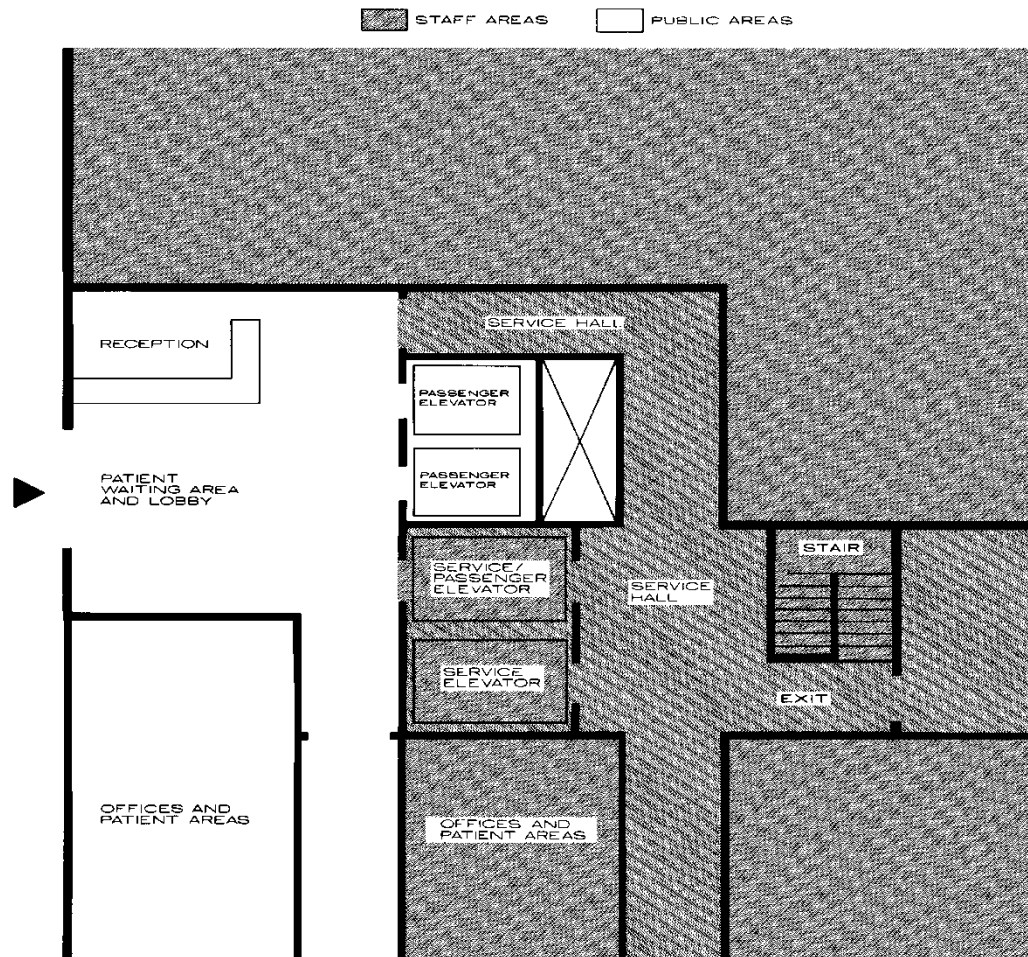 STAFF AREAS
PUBLIC AREAS
SERVICE HALL
RECEPTION
PASSENGER
ELEVATOR
PATIENT
WAITING AREA
AND LOBBY
PASSENGER
ELEVATOR
STAIR
SERVICE/
PASSENGER
ELEVATOR
SERVICE
HALL
SERVICE
ELEVATOR
EXIT
OFFICES AND
PATIENT AREAS
OFFICES AND
PATIENT AREAS